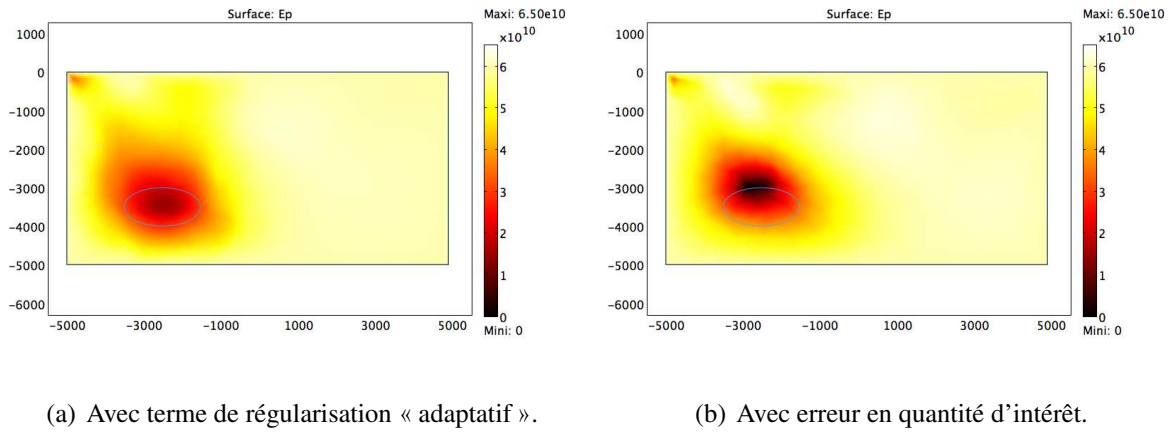 Surface: Ep
Maxi: 6.50e10
x10^10
1000
0
-1000
-2000
-3000
-4000
-5000
-6000
-5000 -3000 -1000 1000 3000 5000
6
5
4
3
2
1
0
Mini: 0
(a) Avec terme de régularisation « adaptatif ».
Surface: Ep
Maxi: 6.50e10
x10^10
1000
0
-1000
-2000
-3000
-4000
-5000
-6000
-5000 -3000 -1000 1000 3000 5000
6
5
4
3
2
1
0
Mini: 0
(b) Avec erreur en quantité d’intérêt.